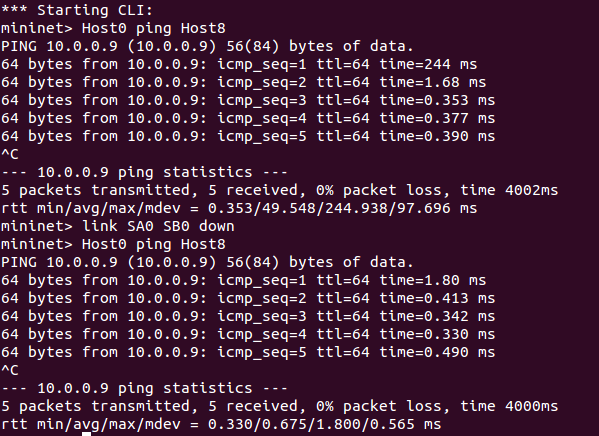 *** Starting CLI:
mininet> Host0 ping Host8
PING 10.0.0.9 (10.0.0.9) 56(84) bytes of data.
64 bytes from 10.0.0.9: icmp_seq=1 ttl=64 time=244 ms
64 bytes from 10.0.0.9: icmp_seq=2 ttl=64 time=1.68 ms
64 bytes from 10.0.0.9: icmp_seq=3 ttl=64 time=0.353 ms
64 bytes from 10.0.0.9: icmp_seq=4 ttl=64 time=0.377 ms
64 bytes from 10.0.0.9: icmp_seq=5 ttl=64 time=0.390 ms
^C
--- 10.0.0.9 ping statistics ---
5 packets transmitted, 5 received, 0% packet loss, time 4002ms
rtt min/avg/max/mdev = 0.353/49.548/244.938/97.696 ms
mininet> link SA0 SB0 down
mininet> Host0 ping Host8
PING 10.0.0.9 (10.0.0.9) 56(84) bytes of data.
64 bytes from 10.0.0.9: icmp_seq=1 ttl=64 time=1.80 ms
64 bytes from 10.0.0.9: icmp_seq=2 ttl=64 time=0.413 ms
64 bytes from 10.0.0.9: icmp_seq=3 ttl=64 time=0.342 ms
64 bytes from 10.0.0.9: icmp_seq=4 ttl=64 time=0.330 ms
64 bytes from 10.0.0.9: icmp_seq=5 ttl=64 time=0.490 ms
^C
--- 10.0.0.9 ping statistics ---
5 packets transmitted, 5 received, 0% packet loss, time 4000ms
rtt min/avg/max/mdev = 0.330/0.675/1.800/0.565 ms